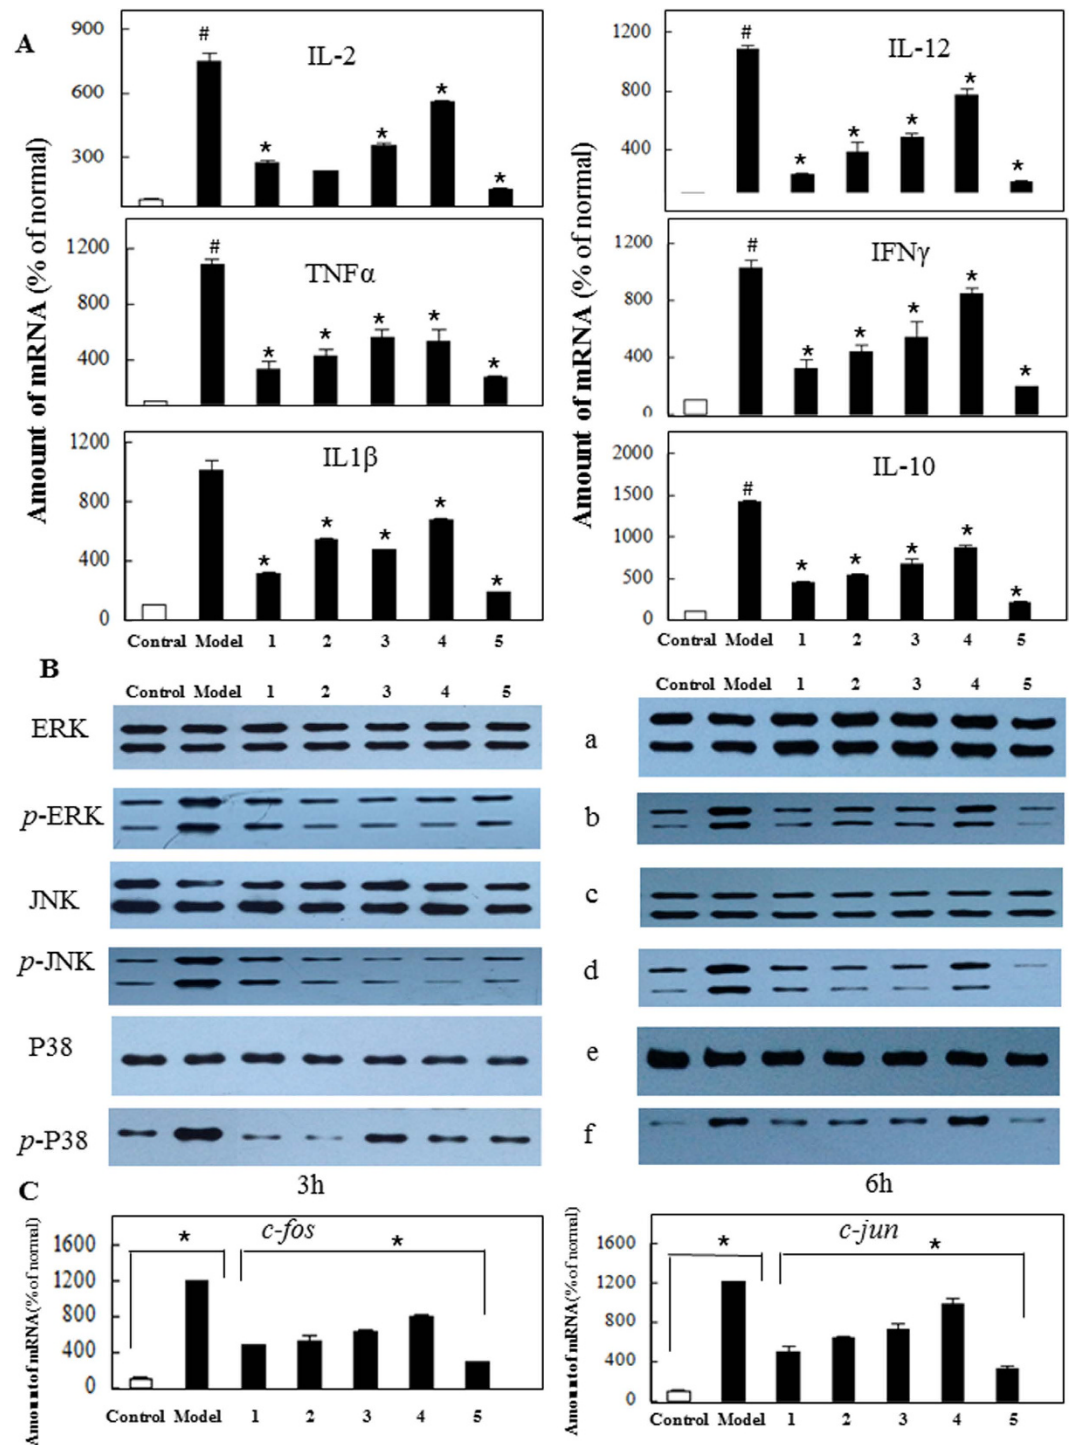 A
Amount of mRNA (% of normal)
900
600
300
#
IL-2
*
*
*
*
Amount of mRNA (% of normal)
1200
800
400
#
IL-12
*
*
*
*
*
1200
800
400
#
TNFα
*
*
*
*
*
1200
800
400
0
#
IFNγ
*
*
*
*
*
1200
800
400
0
IL1β
*
*
*
*
*
Contral Model 1 2 3 4 5
2000
1500
1000
500
0
#
IL-10
*
*
*
*
*
Contral Model 1 2 3 4 5
B
Control Model 1 2 3 4 5
ERK
p-ERK
JNK
p-JNK
P38
p-P38
3h
Control Model 1 2 3 4 5
a
b
c
d
e
f
6h
C
Amount of mRNA (% of normal)
1600
1200
800
400
0
c-fos
*
*
Control Model 1 2 3 4 5
Amount of mRNA (% of normal)
1600
1200
800
400
0
c-jun
*
*
Control Model 1 2 3 4 5